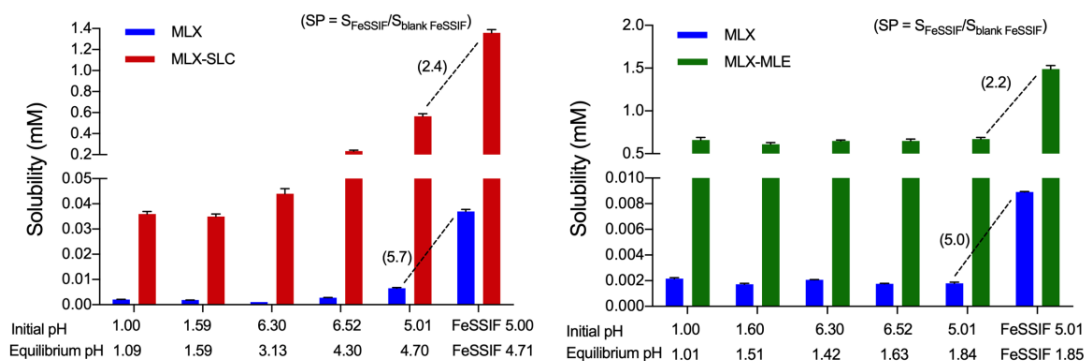 (SP = SFeSSIF/Sblank FeSSIF)
MLX
MLX-SLC
Solubility (mM)
1.4
1.2
1.0
0.8
0.6
0.4
0.2
0.05
0.04
0.03
0.02
0.01
0.00
(2.4)
(5.7)
Initial pH 1.00 1.59 6.30 6.52 5.01 FeSSIF 5.00
Equilibrium pH 1.09 1.59 3.13 4.30 4.70 FeSSIF 4.71
(SP = SFeSSIF/Sblank FeSSIF)
MLX
MLX-MLE
Solubility (mM)
2.0
1.5
1.0
0.5
0.010
0.008
0.006
0.004
0.002
0.000
(2.2)
(5.0)
Initial pH 1.00 1.60 6.30 6.52 5.01 FeSSIF 5.01
Equilibrium pH 1.01 1.51 1.42 1.63 1.84 FeSSIF 1.85